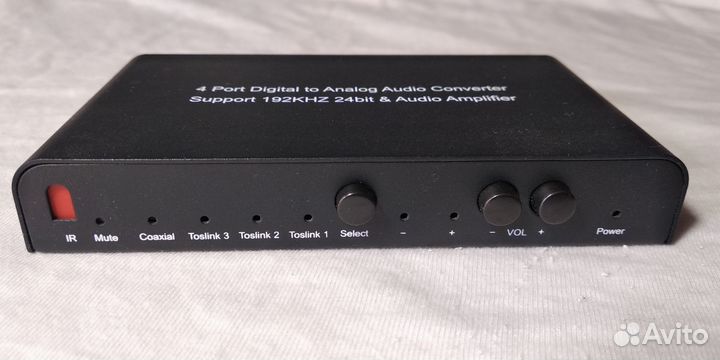 4 Port Digital to Analog Audio Converter
Support 192KHZ 24bit & Audio Amplifier
IR Mute Coaxial Toslink 3 Toslink 2 Toslink 1 Select − + − VOL + Power
Avito